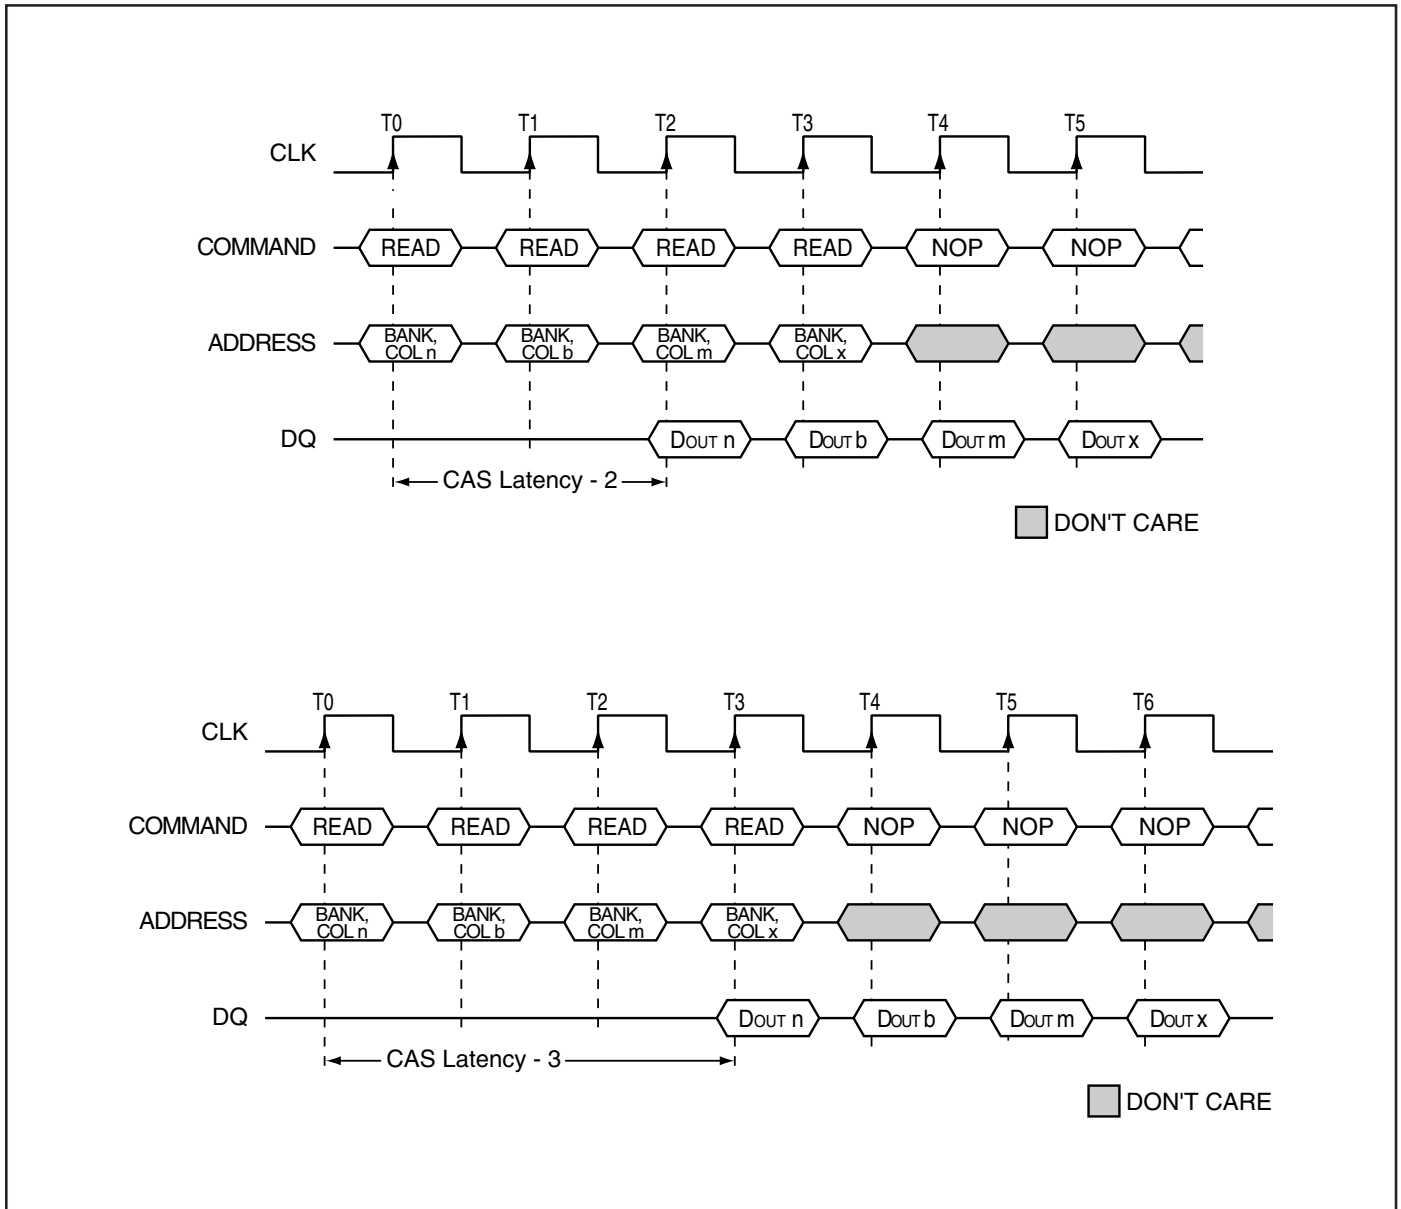 T0 T1 T2 T3 T4 T5
CLK
COMMAND READ READ READ READ NOP NOP
ADDRESS BANK, COL n BANK, COL b BANK, COL m BANK, COL x
DQ DOUT n DOUT b DOUT m DOUT x
CAS Latency - 2
DON'T CARE
T0 T1 T2 T3 T4 T5 T6
CLK
COMMAND READ READ READ READ NOP NOP NOP
ADDRESS BANK, COL n BANK, COL b BANK, COL m BANK, COL x
DQ DOUT n DOUT b DOUT m DOUT x
CAS Latency - 3
DON'T CARE